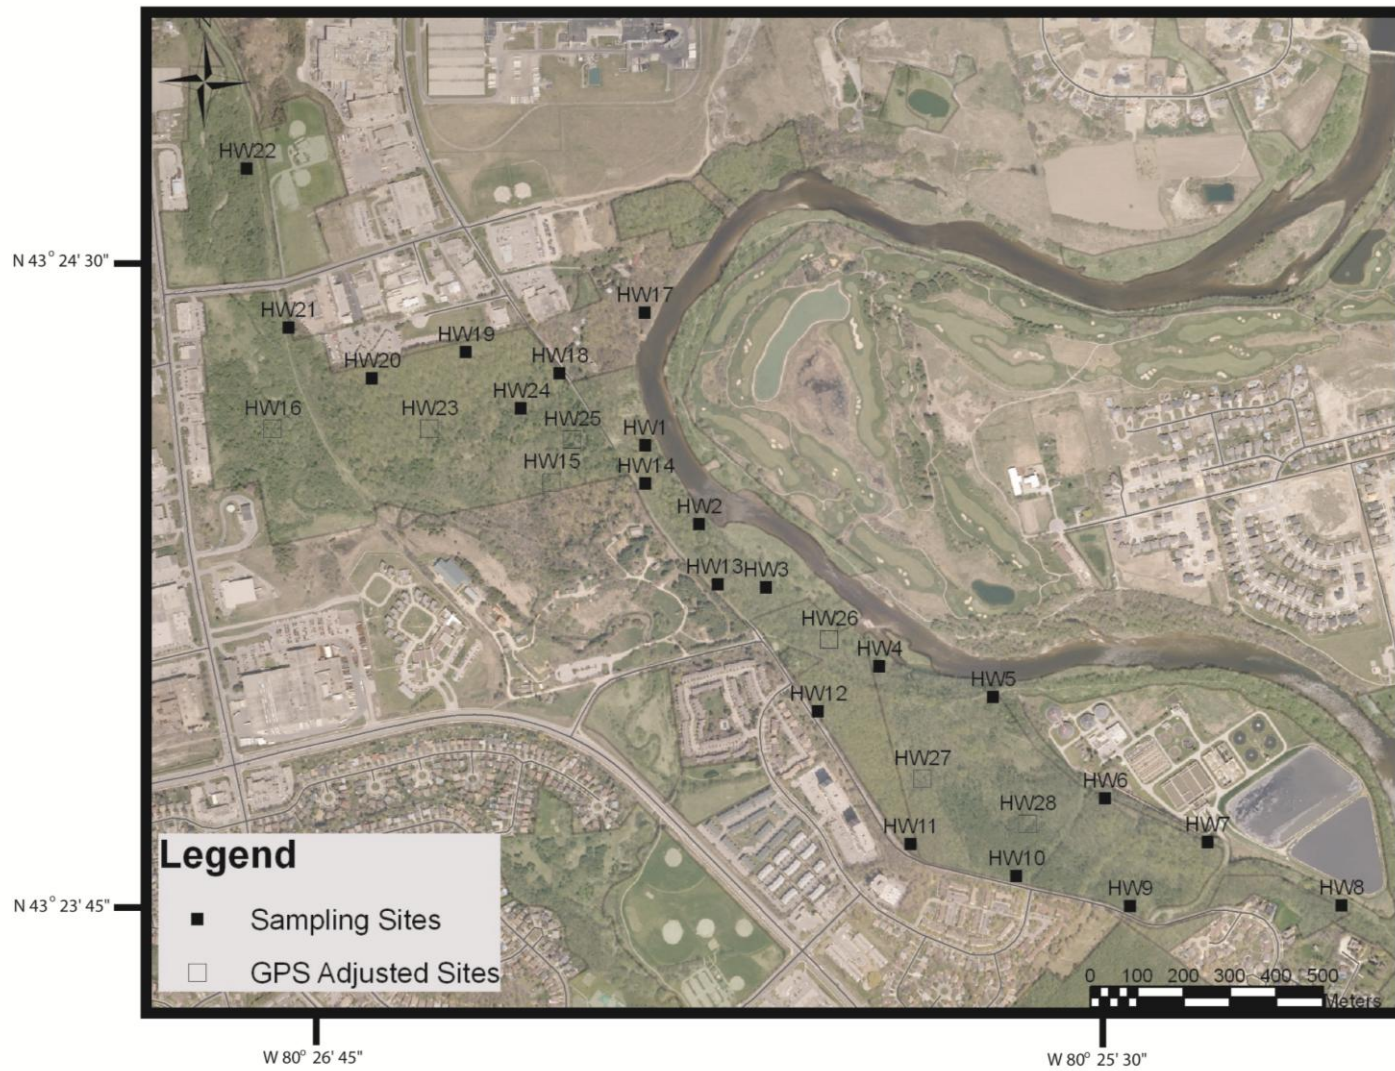 HW22
N 43° 24' 30"
HW21
HW17
HW19
HW20
HW18
HW24
HW16
HW23
HW25
HW1
HW15
HW14
HW2
HW13
HW3
HW26
HW4
HW5
HW12
HW27
HW6
HW28
HW7
HW11
HW10
HW9
HW8
Legend
Sampling Sites
GPS Adjusted Sites
N 43° 23' 45"
0 100 200 300 400 500
Meters
W 80° 26' 45"
W 80° 25' 30"